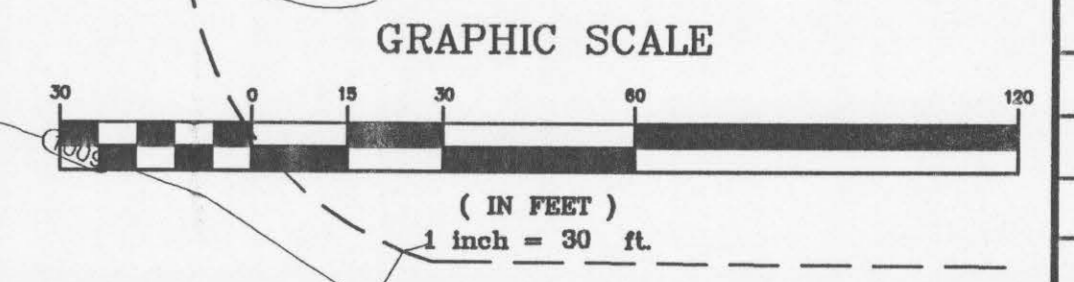 GRAPHIC SCALE
30 0 15 30 60 120
( IN FEET )
1 inch = 30 ft.